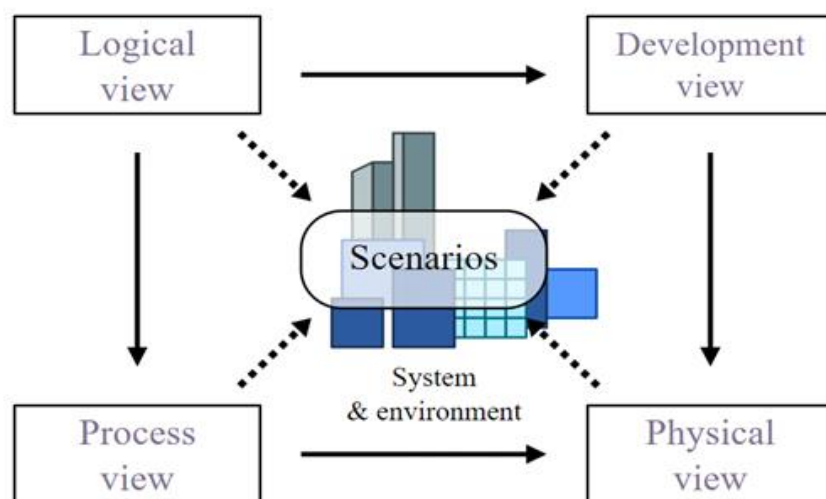 Logical
view
Development
view
Scenarios
System
& environment
Process
view
Physical
view